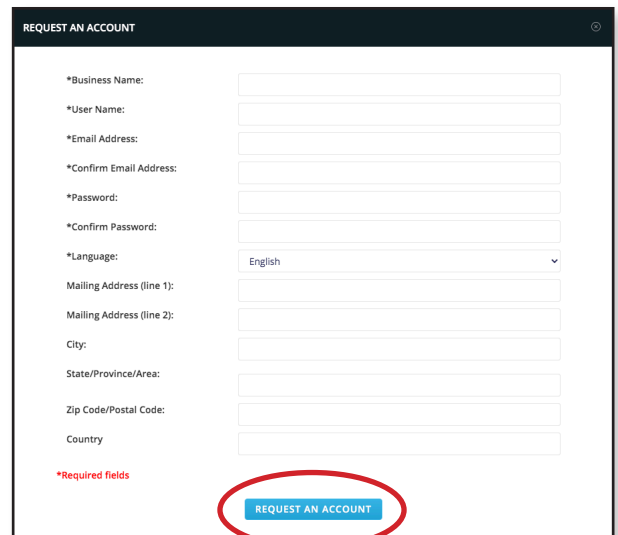 REQUEST AN ACCOUNT
*Business Name:
*User Name:
*Email Address:
*Confirm Email Address:
*Password:
*Confirm Password:
*Language:
English
Mailing Address (line 1):
Mailing Address (line 2):
City:
State/Province/Area:
Zip Code/Postal Code:
Country
*Required fields
REQUEST AN ACCOUNT